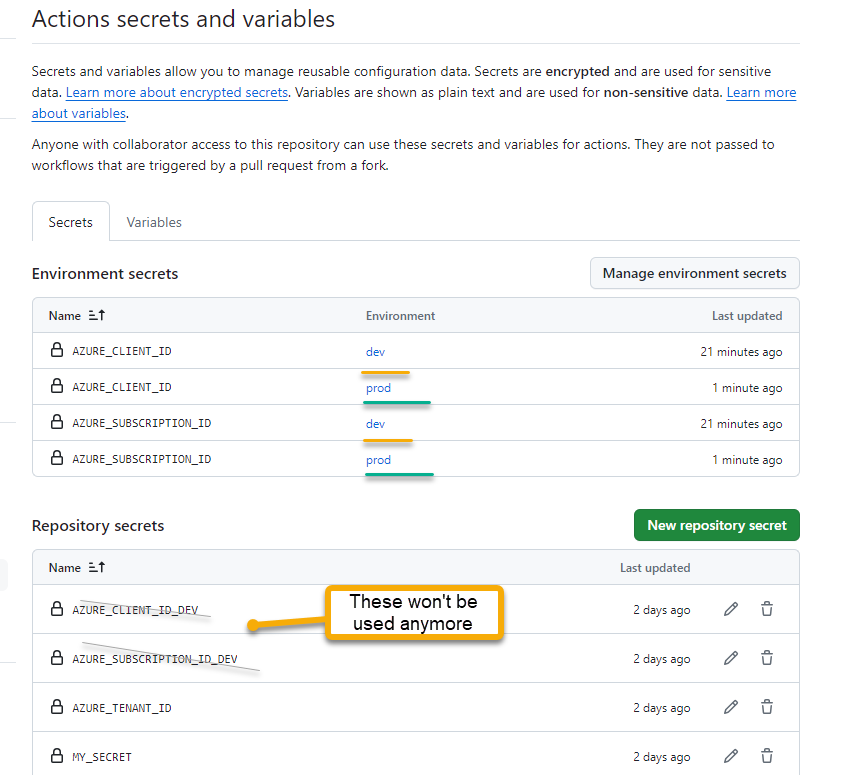 Actions secrets and variables
Secrets and variables allow you to manage reusable configuration data. Secrets are encrypted and are used for sensitive
data. Learn more about encrypted secrets. Variables are shown as plain text and are used for non-sensitive data. Learn more
about variables.
Anyone with collaborator access to this repository can use these secrets and variables for actions. They are not passed to
workflows that are triggered by a pull request from a fork.
Secrets Variables
Environment secrets Manage environment secrets
Name Environment Last updated
AZURE_CLIENT_ID dev 21 minutes ago
AZURE_CLIENT_ID prod 1 minute ago
AZURE_SUBSCRIPTION_ID dev 21 minutes ago
AZURE_SUBSCRIPTION_ID prod 1 minute ago
Repository secrets New repository secret
Name Last updated
AZURE_CLIENT_ID_DEV 2 days ago
These won't be
used anymore
AZURE_SUBSCRIPTION_ID_DEV 2 days ago
AZURE_TENANT_ID 2 days ago
MY_SECRET 2 days ago